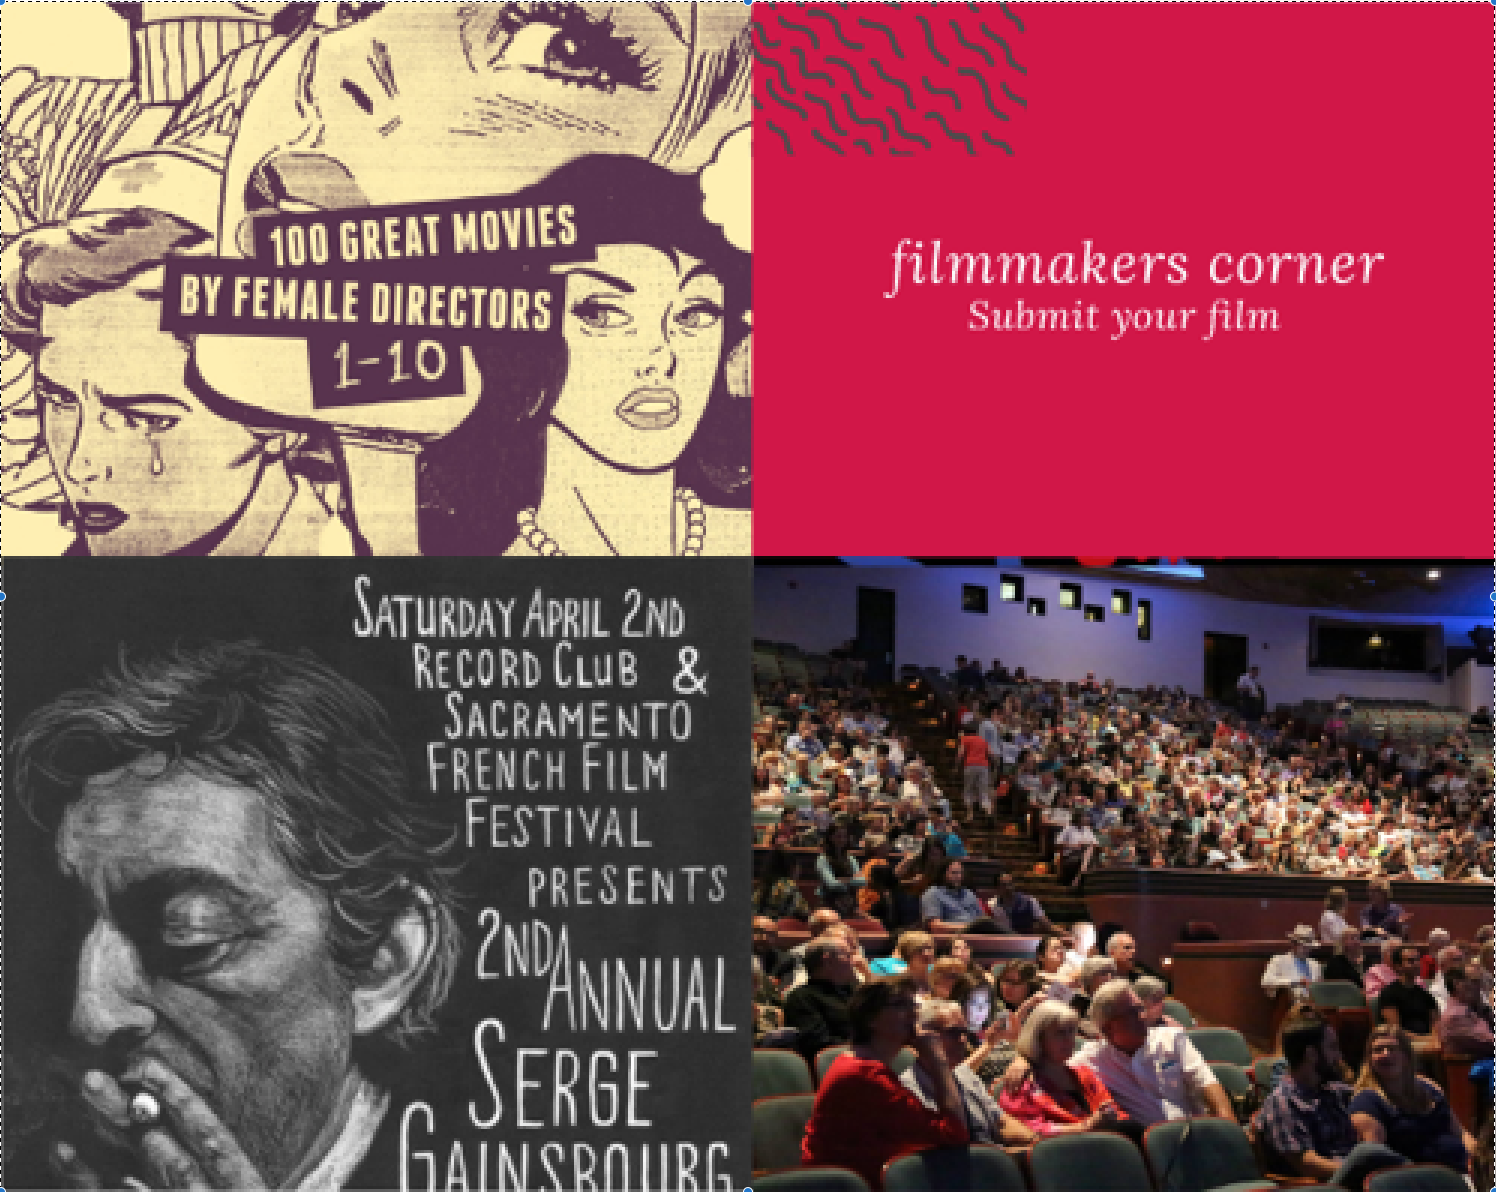 100 GREAT MOVIES
BY FEMALE DIRECTORS
1-10
filmmakers corner
Submit your film
SATURDAY APRIL 2ND
RECORD CLUB &
SACRAMENTO
FRENCH FILM
FESTIVAL
PRESENTS
2ND ANNUAL
SERGE
GAINSBOURG